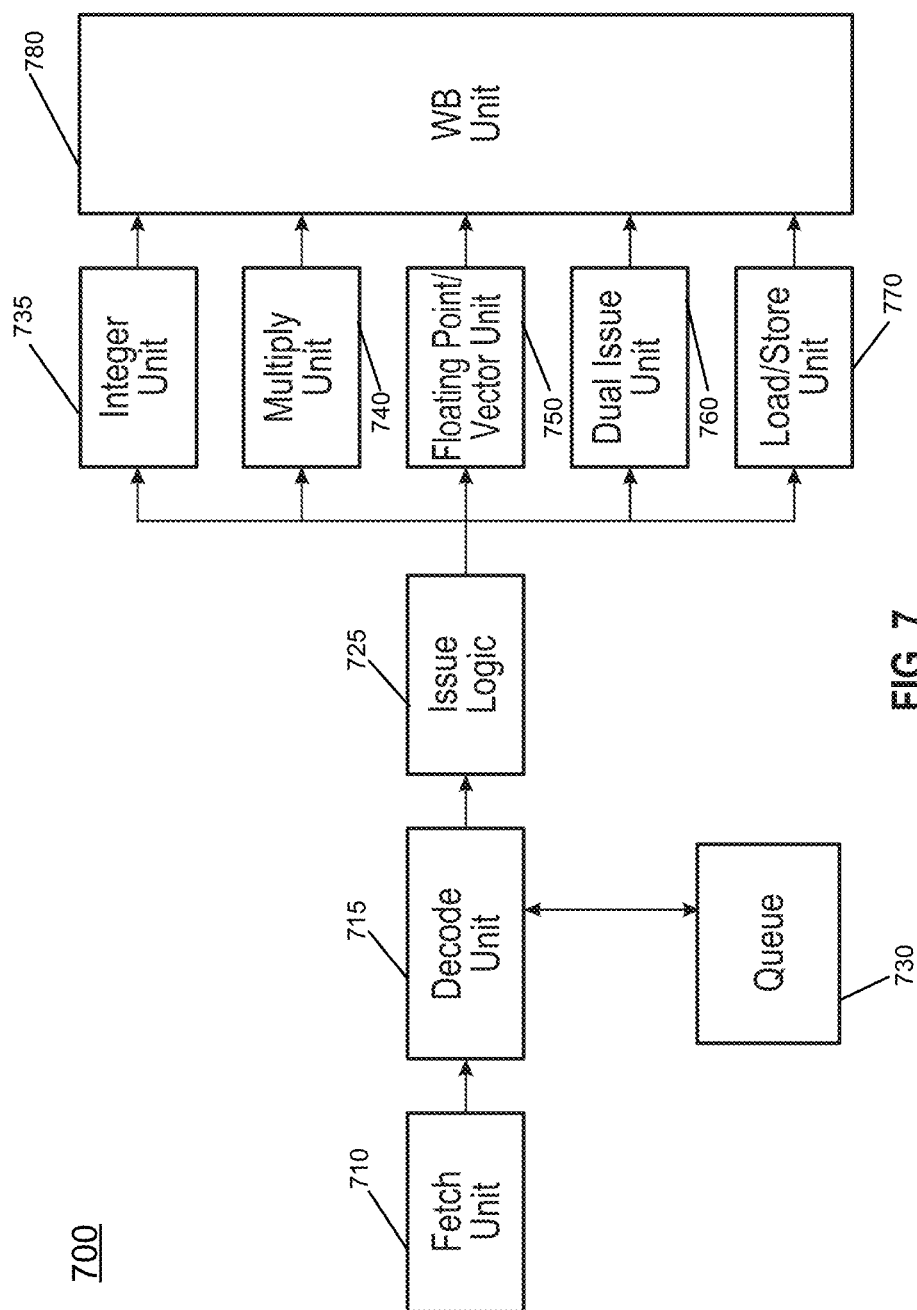 700
710
Fetch
Unit
715
Decode
Unit
Queue
730
725
Issue
Logic
735
Integer
Unit
Multiply
Unit
740
Floating Point/
Vector Unit
750
Dual Issue
Unit
760
Load/Store
Unit
770
780
WB
Unit
FIG. 7